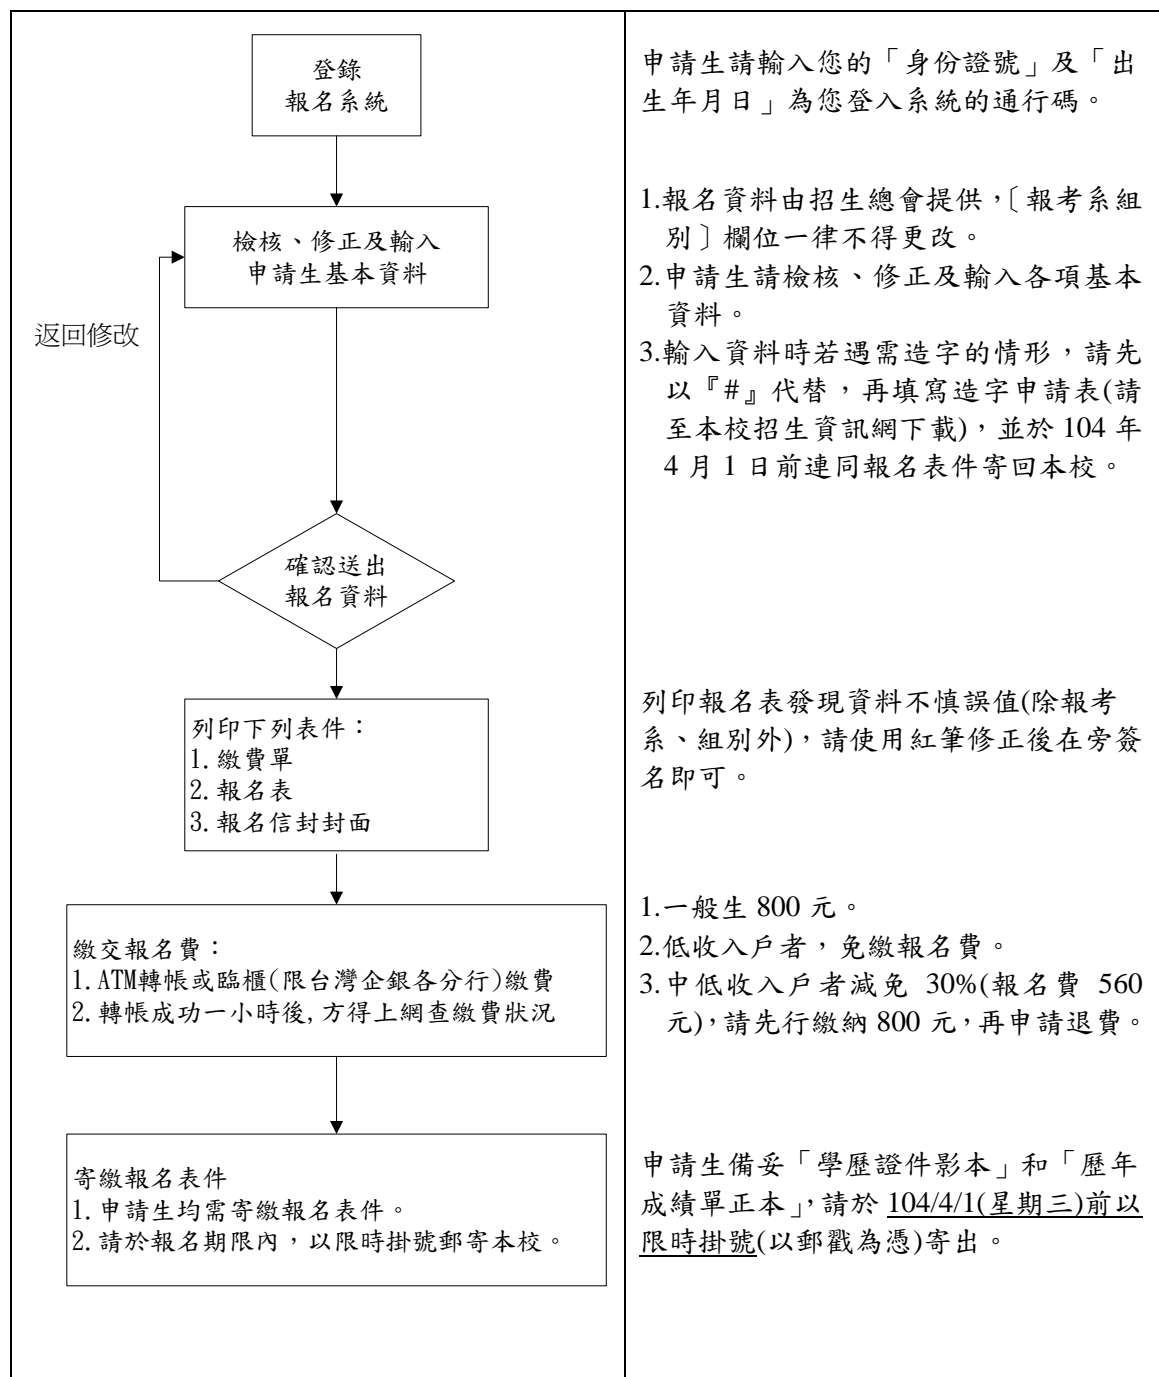 登錄
報名系統
申請生請輸入您的「身份證號」及「出
生年月日」為您登入系統的通行碼。
檢核、修正及輸入
申請生基本資料
返回修改
1.報名資料由招生總會提供，〔報考系組
別〕欄位一律不得更改。
2.申請生請檢核、修正及輸入各項基本
資料。
3.輸入資料時若遇需造字的情形，請先
以『#』代替，再填寫造字申請表(請
至本校招生資訊網下載)，並於 104 年
4 月 1 日前連同報名表件寄回本校。
確認送出
報名資料
列印下列表件：
1.繳費單
2.報名表
3.報名信封封面
列印報名表發現資料不慎誤值(除報考
系、組別外)，請使用紅筆修正後在旁簽
名即可。
繳交報名費：
1.ATM轉帳或臨櫃(限台灣企銀各分行)繳費
2.轉帳成功一小時後,方得上網查繳費狀況
1.一般生 800 元。
2.低收入戶者，免繳報名費。
3.中低收入戶者減免 30%(報名費 560
元)，請先行繳納 800 元，再申請退費。
寄繳報名表件
1.申請生均需寄繳報名表件。
2.請於報名期限內，以限時掛號郵寄本校。
申請生備妥「學歷證件影本」和「歷年
成績單正本」，請於 104/4/1(星期三)前以
限時掛號(以郵戳為憑)寄出。